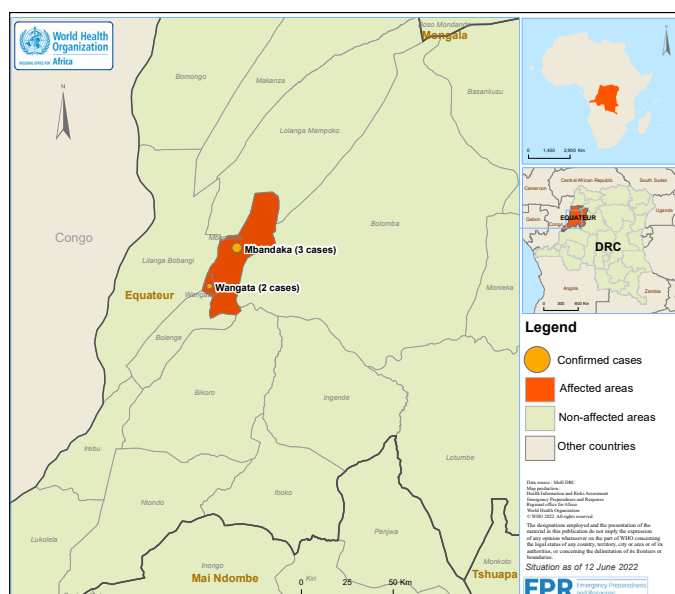 World Health
Organization
REGIONAL OFFICE FOR Africa
N
Boso Mondanda
Mongala
Bomongo
Makanza
Basankusu
Lolanga Mampoko
Congo
Bolomba
Mbandaka (3 cases)
Lilanga Bobangi
Wangata (2 cases)
Equateur
Monieka
Bolenge
Bikoro
Ingende
Irebu
Lotumbe
Iboko
Ntondo
Lukolela
Penjwa
Inongo
Mai Ndombe
Kiri
Monkoto
Tshuapa
0 25 50 Km
N
0 1,450 2,900 Km
Central African Republic
South Sudan
Cameroon
Uganda
EQUATEUR
Gabon
Congo
DRC
Angola
Zambia
0 300 600 Km
Legend
Confirmed cases
Affected areas
Non-affected areas
Other countries
Data source : MoH DRC
Map production :
Health Information and Risks Assessment
Emergency Preparedness and Response
Regional office for Africa
World Health Organization
© WHO 2022. All rights reserved.
The designations employed and the presentation of the
material in this publication do not imply the expression
of any opinion whatsoever on the part of WHO concerning
the legal status of any country, territory, city or area or of its
authorities, or concerning the delimitation of its frontiers or
boundaries.
Situation as of 12 June 2022
EPR Emergency Preparedness
and Response